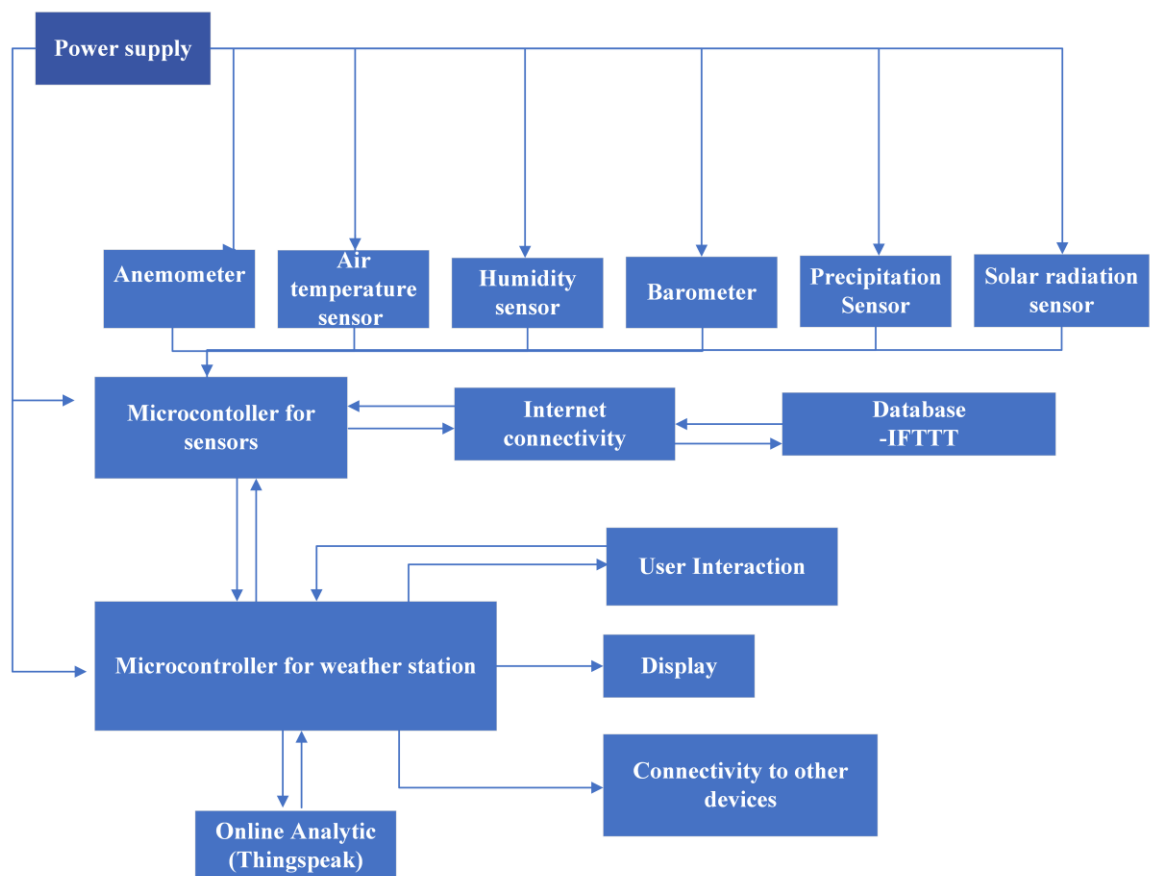 Power supply
Anemometer
Air
temperature
sensor
Humidity
sensor
Barometer
Precipitation
Sensor
Solar radiation
sensor
Microcontoller for
sensors
Internet
connectivity
Database
-IFTTT
User Interaction
Microcontroller for weather station
Display
Connectivity to other
devices
Online Analytic
(Thingspeak)